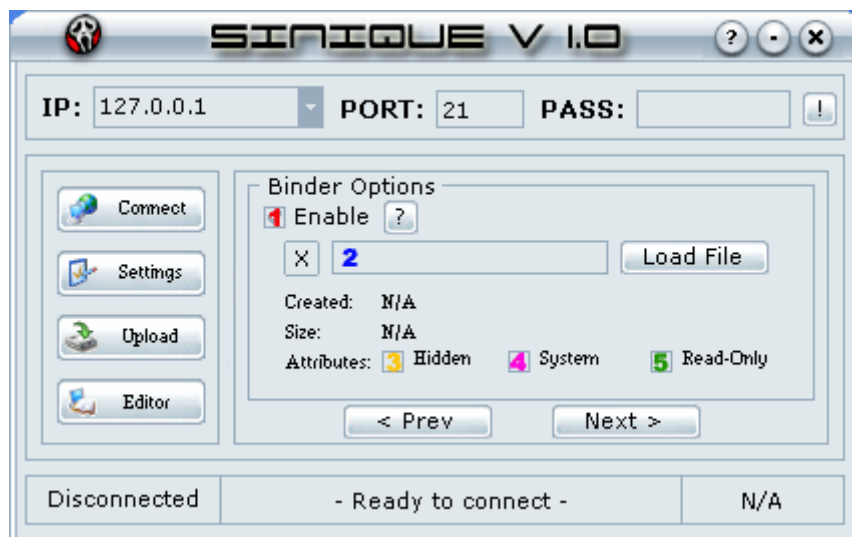 SINIQUE V 1.0 ? - X
IP: 127.0.0.1 PORT: 21 PASS: !
Connect
Settings
Upload
Editor
Binder Options
1 Enable ?
X 2 Load File
Created: N/A
Size: N/A
Attributes: 3 Hidden 4 System 5 Read-Only
< Prev Next >
Disconnected - Ready to connect - N/A